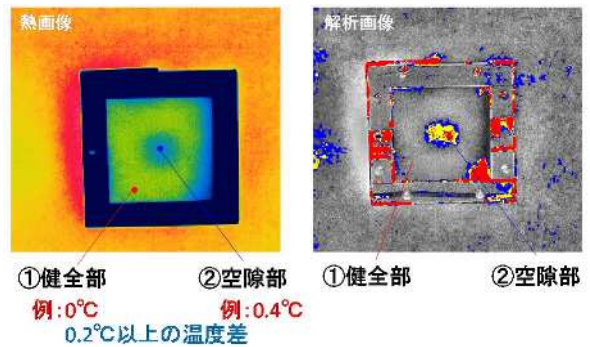 熱画像
解析画像
①健全部
②空隙部
①健全部
②空隙部
例:0℃
例:0.4℃
0.2℃以上の温度差